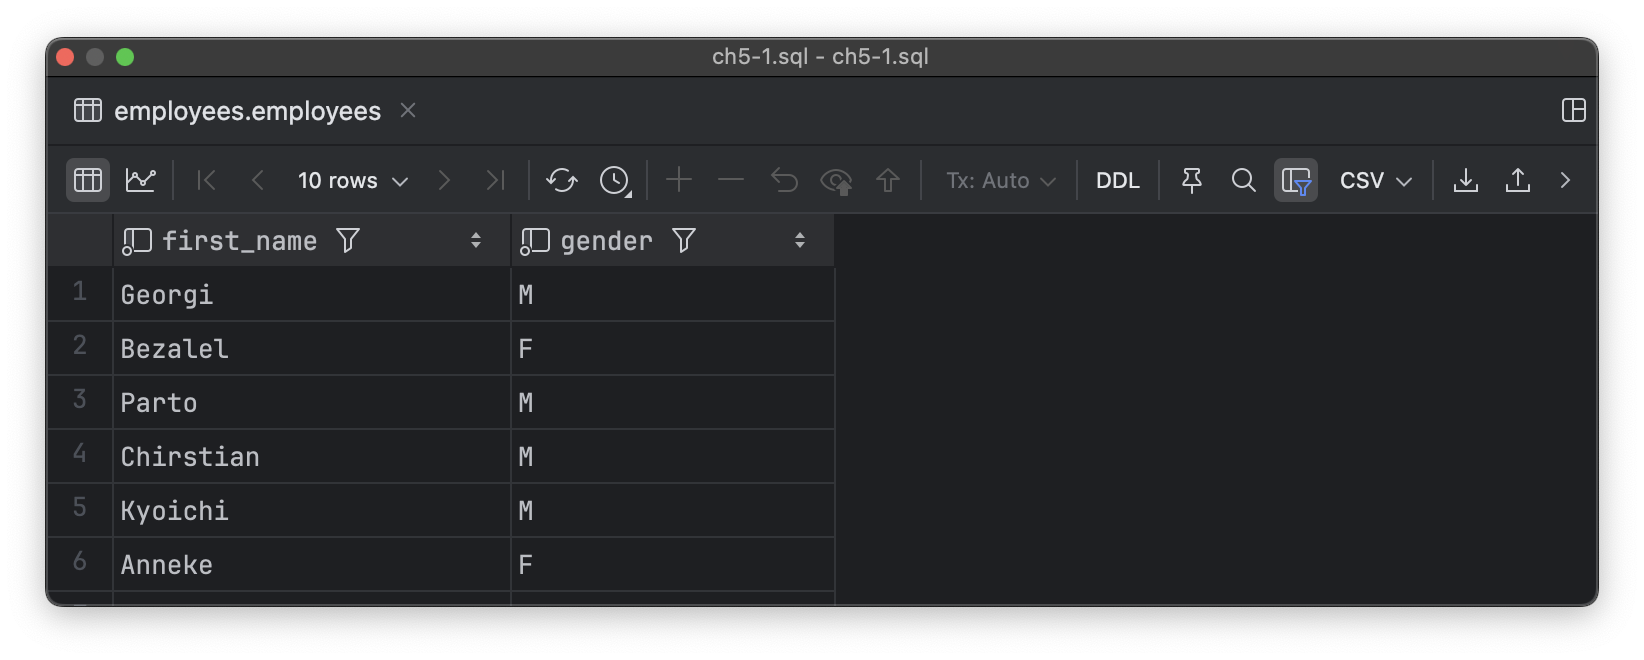 ch5-1.sql - ch5-1.sql
employees.employees
10 rows Tx: Auto DDL CSV
first_name gender
1 Georgi M
2 Bezalel F
3 Parto M
4 Chirstian M
5 Kyoichi M
6 Anneke F